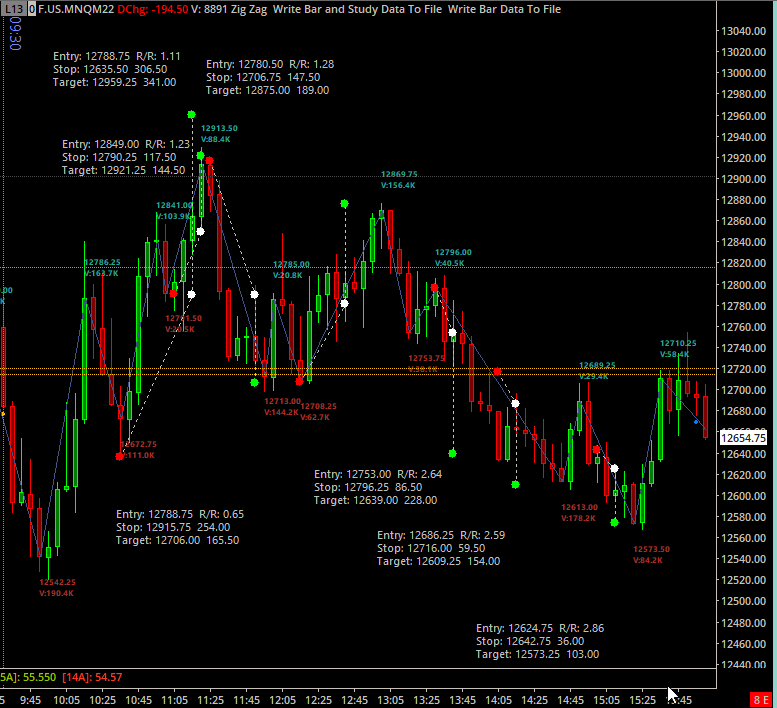 L13 0 F.US.MNQM22 DChg: -194.50 V: 8891 Zig Zag Write Bar and Study Data To File Write Bar Data To File
09:30
Entry: 12788.75 R/R: 1.11
Stop: 12635.50 306.50
Target: 12959.25 341.00
Entry: 12780.50 R/R: 1.28
Stop: 12706.75 147.50
Target: 12875.00 189.00
Entry: 12849.00 R/R: 1.23
Stop: 12790.25 117.50
Target: 12921.25 144.50
12913.50
V:88.4K
12869.75
V:156.4K
12841.00
V:103.9K
12796.00
V:40.5K
12786.25
V:163.7K
12785.00
V:20.8K
.00
K
12710.25
V:58.4K
12753.75
V:38.1K
12689.25
V:29.4K
12713.00
V:144.2K
12708.25
V:62.7K
12672.75
V:111.0K
Entry: 12753.00 R/R: 2.64
Stop: 12796.25 86.50
Target: 12639.00 228.00
Entry: 12788.75 R/R: 0.65
Stop: 12915.75 254.00
Target: 12706.00 165.50
12613.00
V:178.2K
Entry: 12686.25 R/R: 2.59
Stop: 12716.00 59.50
Target: 12609.25 154.00
12573.50
V:84.2K
12542.25
V:190.4K
Entry: 12624.75 R/R: 2.86
Stop: 12642.75 36.00
Target: 12573.25 103.00
13040.00
13020.00
13000.00
12980.00
12960.00
12940.00
12920.00
12900.00
12880.00
12860.00
12840.00
12820.00
12800.00
12780.00
12760.00
12740.00
12720.00
12700.00
12680.00
12654.75
12640.00
12620.00
12600.00
12580.00
12560.00
12540.00
12520.00
12500.00
12480.00
12460.00
12440.00
5A]: 55.550 [14A]: 54.57
5 9:45 10:05 10:25 10:45 11:05 11:25 11:45 12:05 12:25 12:45 13:05 13:25 13:45 14:05 14:25 14:45 15:05 15:25 :45
8 E